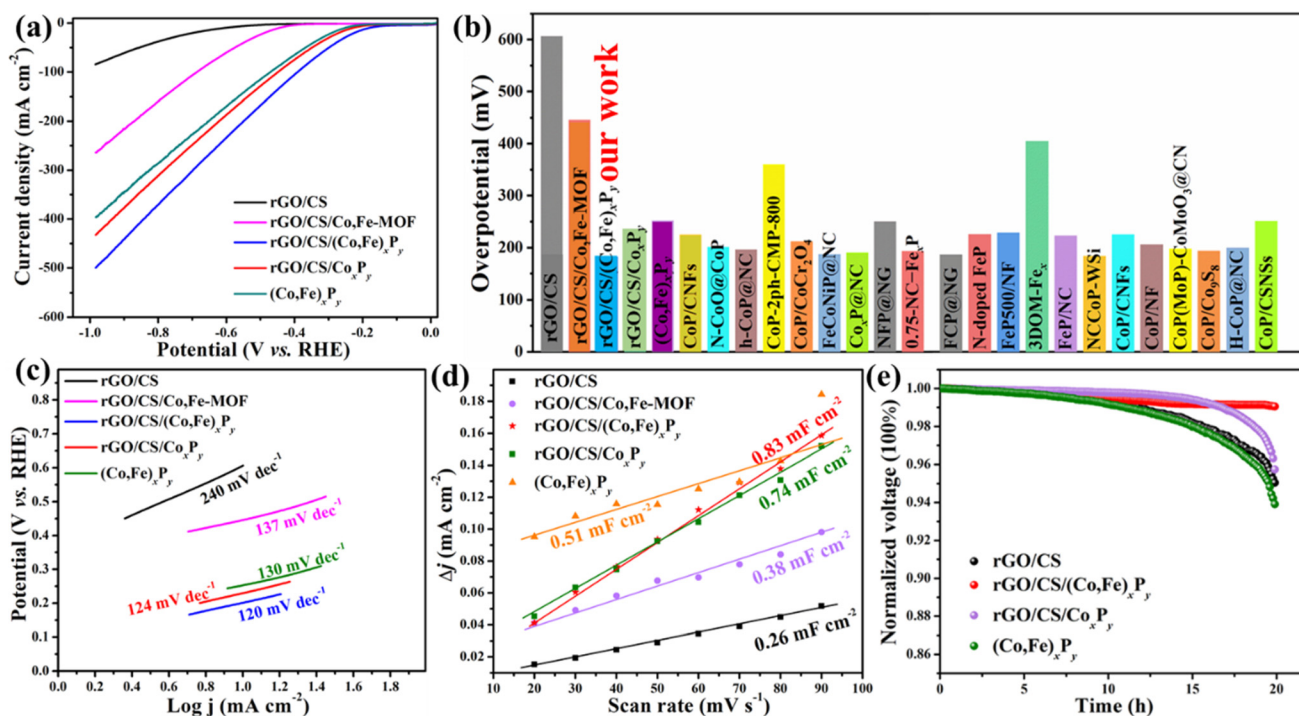 (a)
0
-100
-200
-300
-400
-500
-600
Current density (mA cm⁻²)
-1.0
-0.8
-0.6
-0.4
-0.2
0.0
Potential (V vs. RHE)
rGO/CS
rGO/CS/Co,Fe-MOF
rGO/CS/(Co,Fe)ₓPᵧ
rGO/CS/CoₓPᵧ
(Co,Fe)ₓPᵧ
(b)
Overpotential (mV)
600
500
400
300
200
100
0
our work
rGO/CS
rGO/CS/Co,Fe-MOF
rGO/CS/(Co,Fe)ₓPᵧ
rGO/CS/CoₓPᵧ
(Co,Fe)ₓPᵧ
CoP/CNFs
N-CoO@CoP
h-CoP@NC
CoP-2ph-CMP-800
CoP/CoCr₂O₄
FeCoNiP@NC
CoₓP@NC
NFP@NG
0.75-NC–FeₓP
FCP@NG
N-doped FeP
FeP500/NF
3DOM-Feₓ
FeP/NC
NCCoP-WSi
CoP/CNFs
CoP/NF
CoP(MoP)-CoMoO₃@CN
CoP/Co₉S₈
H-CoP@NC
CoP/CSNSs
(c)
rGO/CS
rGO/CS/Co,Fe-MOF
rGO/CS/(Co,Fe)ₓPᵧ
rGO/CS/CoₓPᵧ
(Co,Fe)ₓPᵧ
0.8
0.7
0.6
0.5
0.4
0.3
0.2
0.1
0.0
Potential (V vs. RHE)
240 mV dec⁻¹
137 mV dec⁻¹
130 mV dec⁻¹
124 mV dec⁻¹
120 mV dec⁻¹
0.0
0.2
0.4
0.6
0.8
1.0
1.2
1.4
1.6
1.8
Log j (mA cm⁻²)
(d)
rGO/CS
rGO/CS/Co,Fe-MOF
rGO/CS/(Co,Fe)ₓPᵧ
rGO/CS/CoₓPᵧ
(Co,Fe)ₓPᵧ
0.18
0.16
0.14
0.12
0.10
0.08
0.06
0.04
0.02
Δj (mA cm⁻²)
0.83 mF cm⁻²
0.74 mF cm⁻²
0.51 mF cm⁻²
0.38 mF cm⁻²
0.26 mF cm⁻²
10
20
30
40
50
60
70
80
90
100
Scan rate (mV s⁻¹)
(e)
1.00
0.98
0.96
0.94
0.92
0.90
0.88
0.86
Normalized voltage (100%)
rGO/CS
rGO/CS/(Co,Fe)ₓPᵧ
rGO/CS/CoₓPᵧ
(Co,Fe)ₓPᵧ
0
5
10
15
20
Time (h)